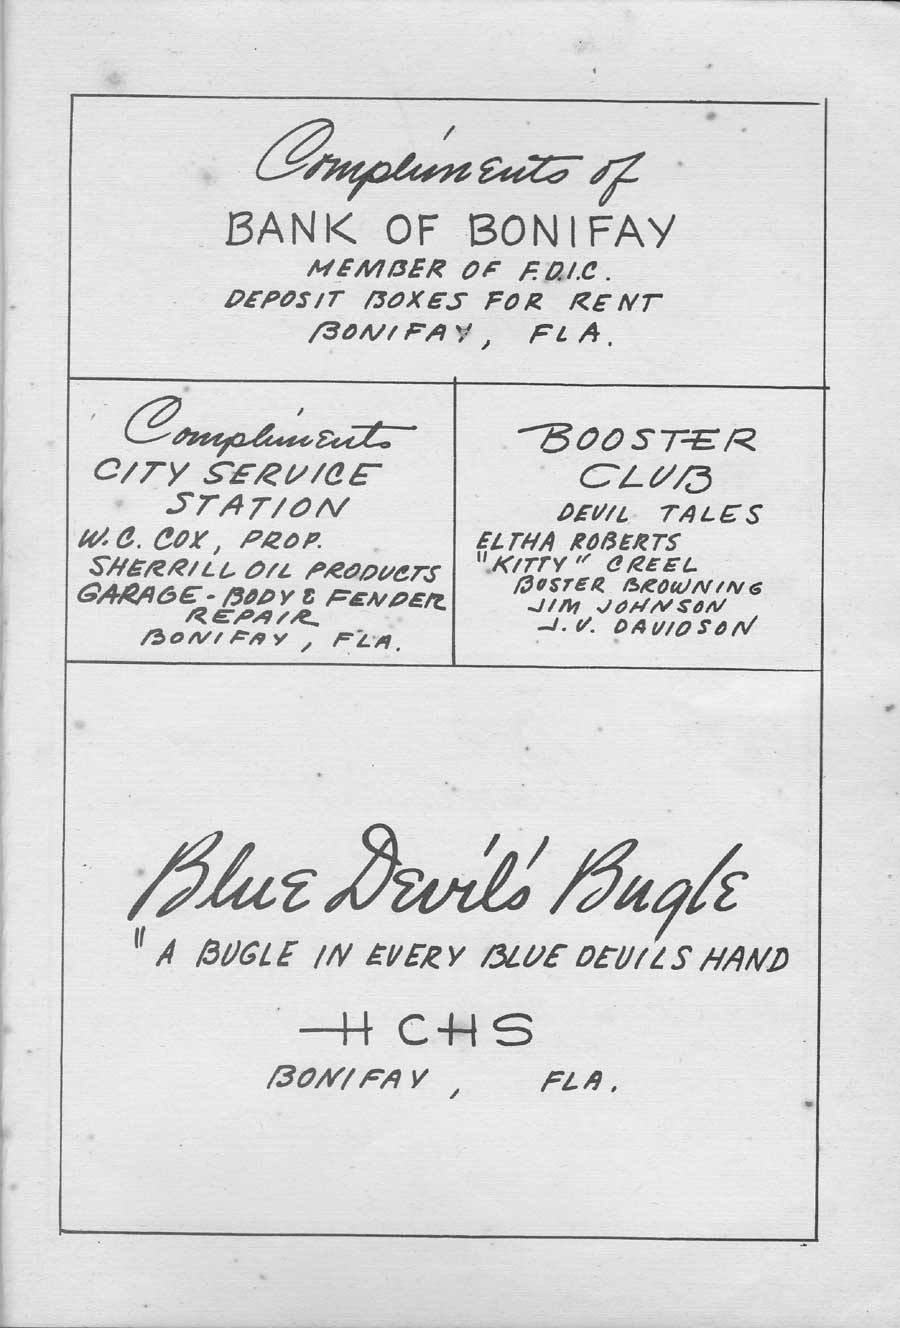 Compliments of
BANK OF BONIFAY
MEMBER OF F.D.I.C.
DEPOSIT BOXES FOR RENT
BONIFAY, FLA.
Compliments
CITY SERVICE
STATION
W.C. COX, PROP.
SHERRILL OIL PRODUCTS
GARAGE - BODY & FENDER
REPAIR
BONIFAY, FLA.
BOOSTER
CLUB
DEVIL TALES
ELTHA ROBERTS
"KITTY" CREEL
BUSTER BROWNING
JIM JOHNSON
J.V. DAVIDSON
Blue Devil's Bugle
"A BUGLE IN EVERY BLUE DEVILS HAND
HCHS
BONIFAY, FLA.